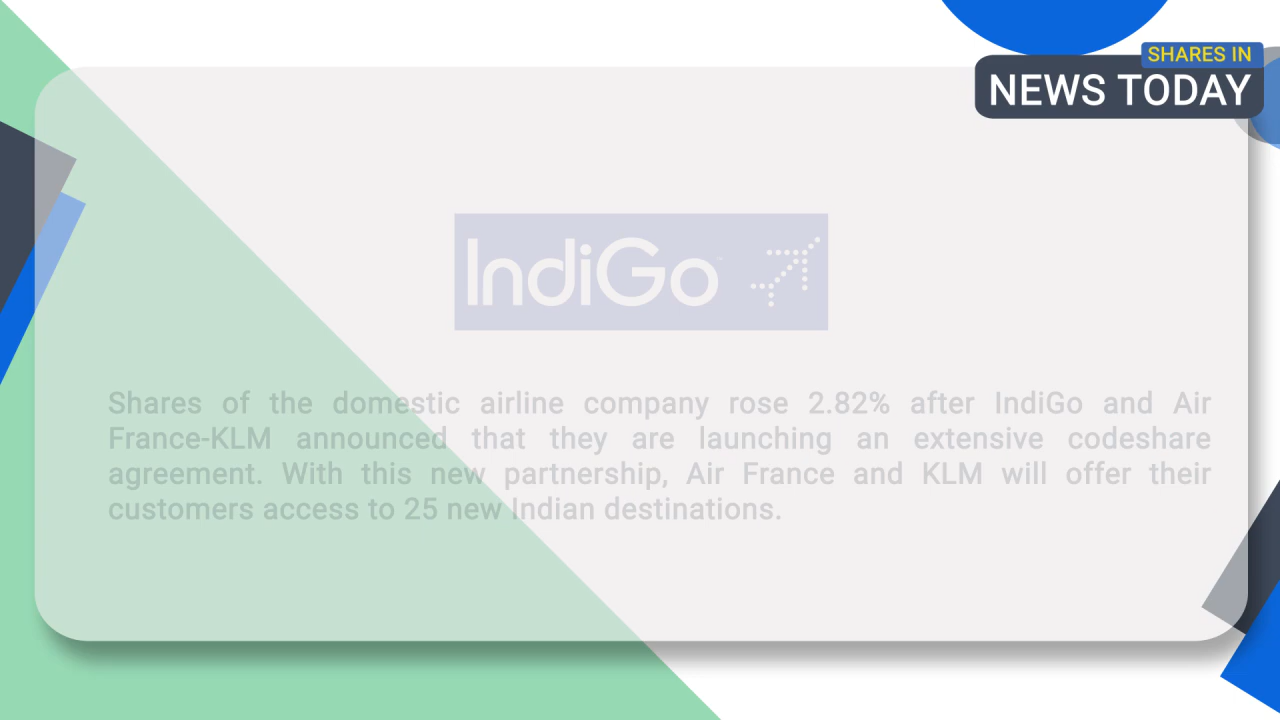 SHARES IN
NEWS TODAY
IndiGo
Shares of the domestic airline company rose 2.82% after IndiGo and Air
France-KLM announced that they are launching an extensive codeshare
agreement. With this new partnership, Air France and KLM will offer their
customers access to 25 new Indian destinations.